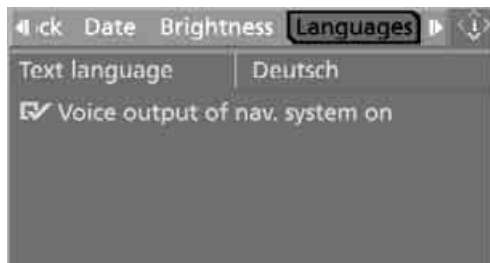 ck Date Brightness Languages
Text language Deutsch
Voice output of nav. system on